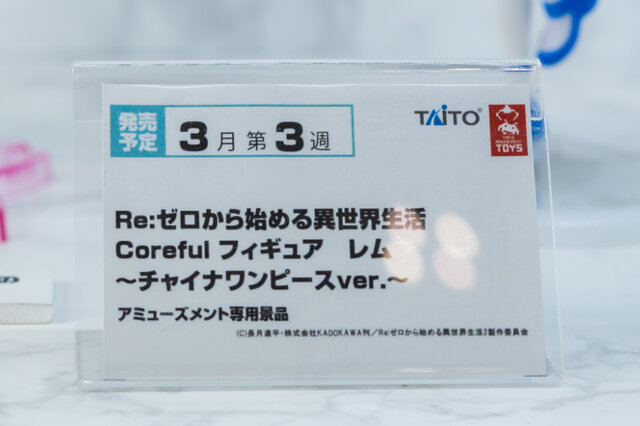 発売
予定
3月第3週
TAITO®
TOYS
Re:ゼロから始める異世界生活
Coreful フィギュア　レム
～チャイナワンピースver.～
アミューズメント専用景品
(C)長月達平・株式会社KADOKAWA刊／Re:ゼロから始める異世界生活2製作委員会
の